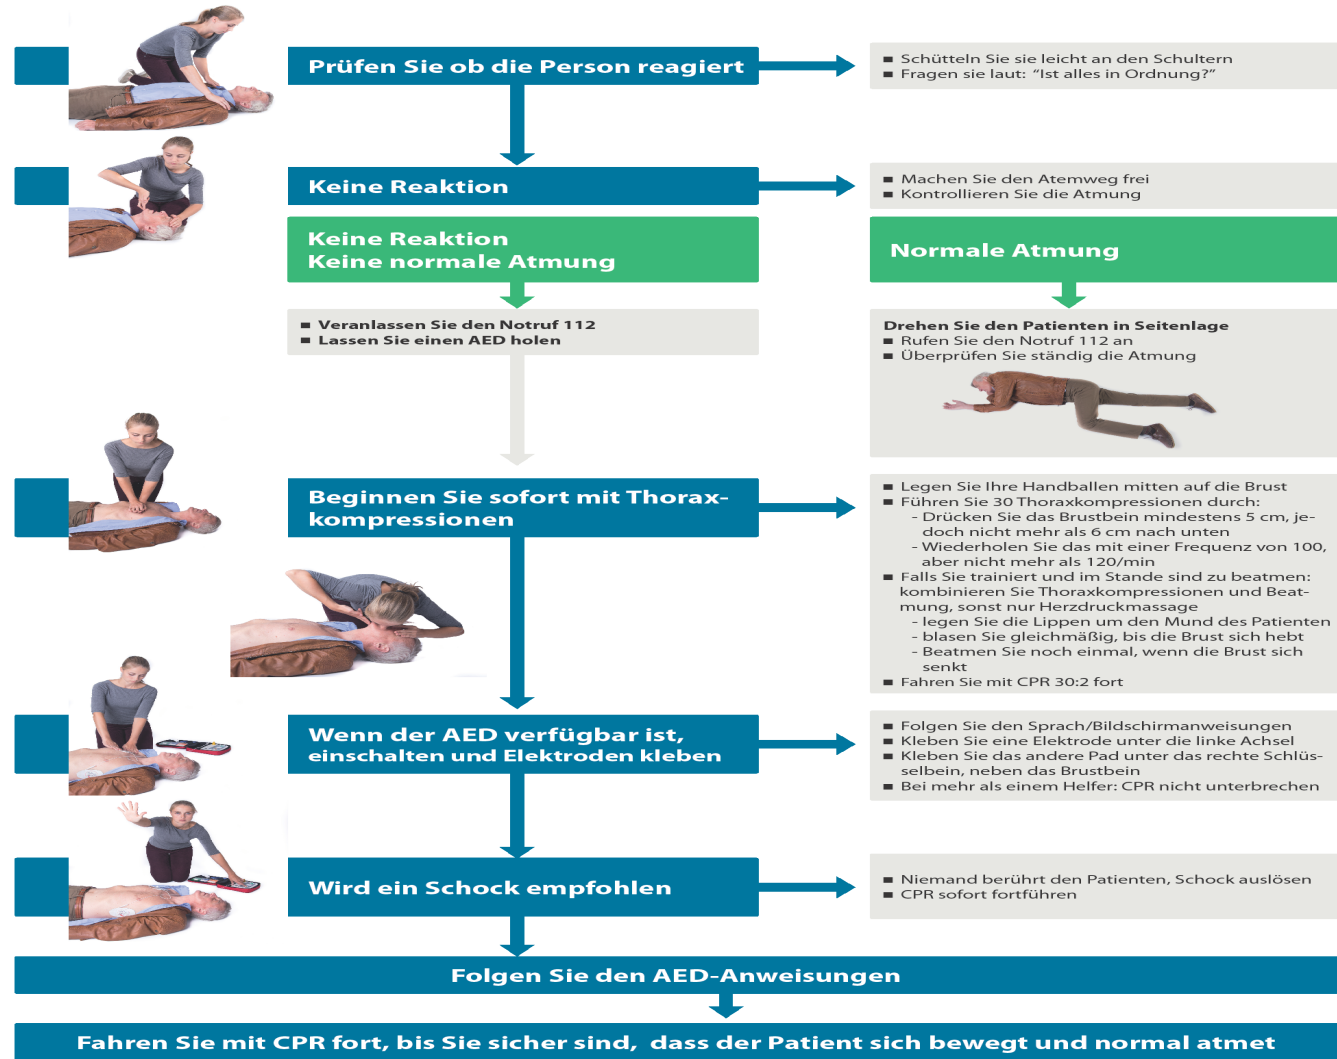 Prüfen Sie ob die Person reagiert
■ Schütteln Sie sie leicht an den Schultern
■ Fragen sie laut: “Ist alles in Ordnung?”
Keine Reaktion
■ Machen Sie den Atemweg frei
■ Kontrollieren Sie die Atmung
Keine Reaktion
Keine normale Atmung
Normale Atmung
■ Veranlassen Sie den Notruf 112
■ Lassen Sie einen AED holen
Drehen Sie den Patienten in Seitenlage
■ Rufen Sie den Notruf 112 an
■ Überprüfen Sie ständig die Atmung
Beginnen Sie sofort mit Thorax-
kompressionen
■ Legen Sie Ihre Handballen mitten auf die Brust
■ Führen Sie 30 Thoraxkompressionen durch:
- Drücken Sie das Brustbein mindestens 5 cm, je-
doch nicht mehr als 6 cm nach unten
- Wiederholen Sie das mit einer Frequenz von 100,
aber nicht mehr als 120/min
■ Falls Sie trainiert und im Stande sind zu beatmen:
kombinieren Sie Thoraxkompressionen und Beat-
mung, sonst nur Herzdruckmassage
- legen Sie die Lippen um den Mund des Patienten
- blasen Sie gleichmäßig, bis die Brust sich hebt
- Beatmen Sie noch einmal, wenn die Brust sich
senkt
■ Fahren Sie mit CPR 30:2 fort
Wenn der AED verfügbar ist,
einschalten und Elektroden kleben
■ Folgen Sie den Sprach/Bildschirmanweisungen
■ Kleben Sie eine Elektrode unter die linke Achsel
■ Kleben Sie das andere Pad unter das rechte Schlüs-
selbein, neben das Brustbein
■ Bei mehr als einem Helfer: CPR nicht unterbrechen
Wird ein Schock empfohlen
■ Niemand berührt den Patienten, Schock auslösen
■ CPR sofort fortführen
Folgen Sie den AED-Anweisungen
Fahren Sie mit CPR fort, bis Sie sicher sind, dass der Patient sich bewegt und normal atmet